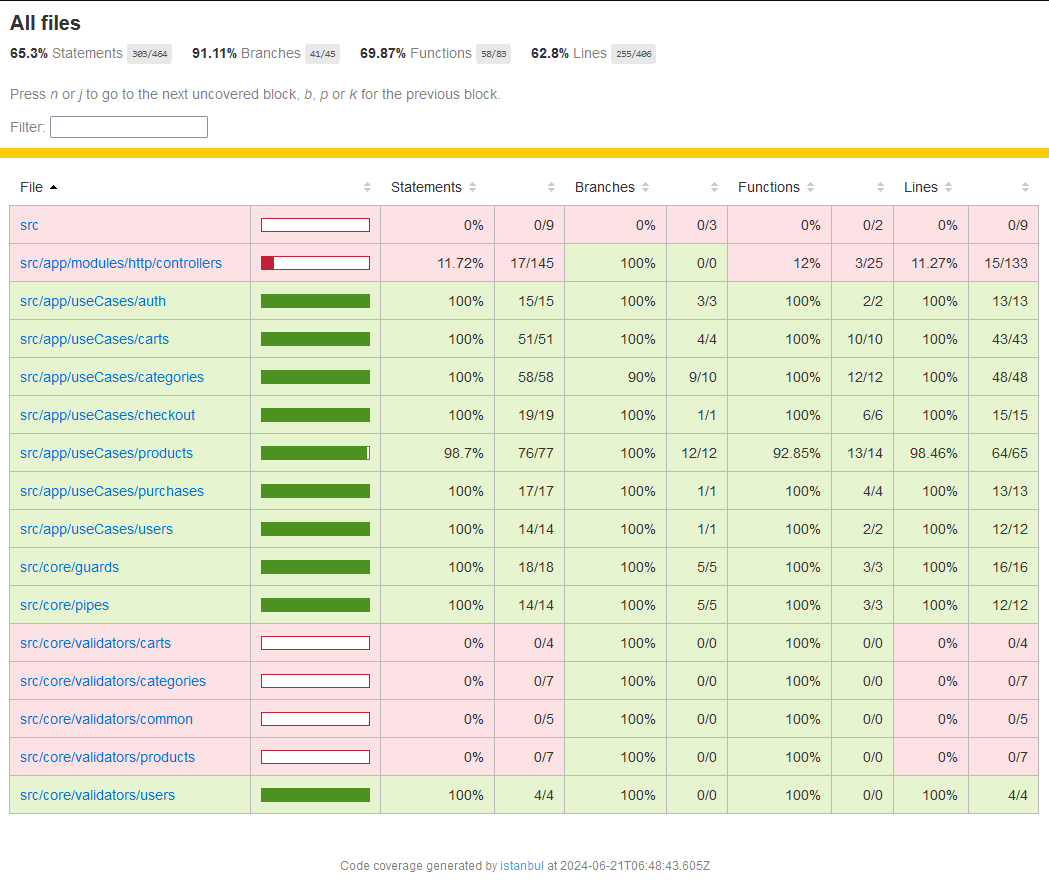 All files
65.3% Statements 303/464 91.11% Branches 41/45 69.87% Functions 58/83 62.8% Lines 255/406
Press n or j to go to the next uncovered block, b, p or k for the previous block.
Filter:
File Statements Branches Functions Lines
src 0% 0/9 0% 0/3 0% 0/2 0% 0/9
src/app/modules/http/controllers 11.72% 17/145 100% 0/0 12% 3/25 11.27% 15/133
src/app/useCases/auth 100% 15/15 100% 3/3 100% 2/2 100% 13/13
src/app/useCases/carts 100% 51/51 100% 4/4 100% 10/10 100% 43/43
src/app/useCases/categories 100% 58/58 90% 9/10 100% 12/12 100% 48/48
src/app/useCases/checkout 100% 19/19 100% 1/1 100% 6/6 100% 15/15
src/app/useCases/products 98.7% 76/77 100% 12/12 92.85% 13/14 98.46% 64/65
src/app/useCases/purchases 100% 17/17 100% 1/1 100% 4/4 100% 13/13
src/app/useCases/users 100% 14/14 100% 1/1 100% 2/2 100% 12/12
src/core/guards 100% 18/18 100% 5/5 100% 3/3 100% 16/16
src/core/pipes 100% 14/14 100% 5/5 100% 3/3 100% 12/12
src/core/validators/carts 0% 0/4 100% 0/0 100% 0/0 0% 0/4
src/core/validators/categories 0% 0/7 100% 0/0 100% 0/0 0% 0/7
src/core/validators/common 0% 0/5 100% 0/0 100% 0/0 0% 0/5
src/core/validators/products 0% 0/7 100% 0/0 100% 0/0 0% 0/7
src/core/validators/users 100% 4/4 100% 0/0 100% 0/0 100% 4/4
Code coverage generated by istanbul at 2024-06-21T06:48:43.605Z